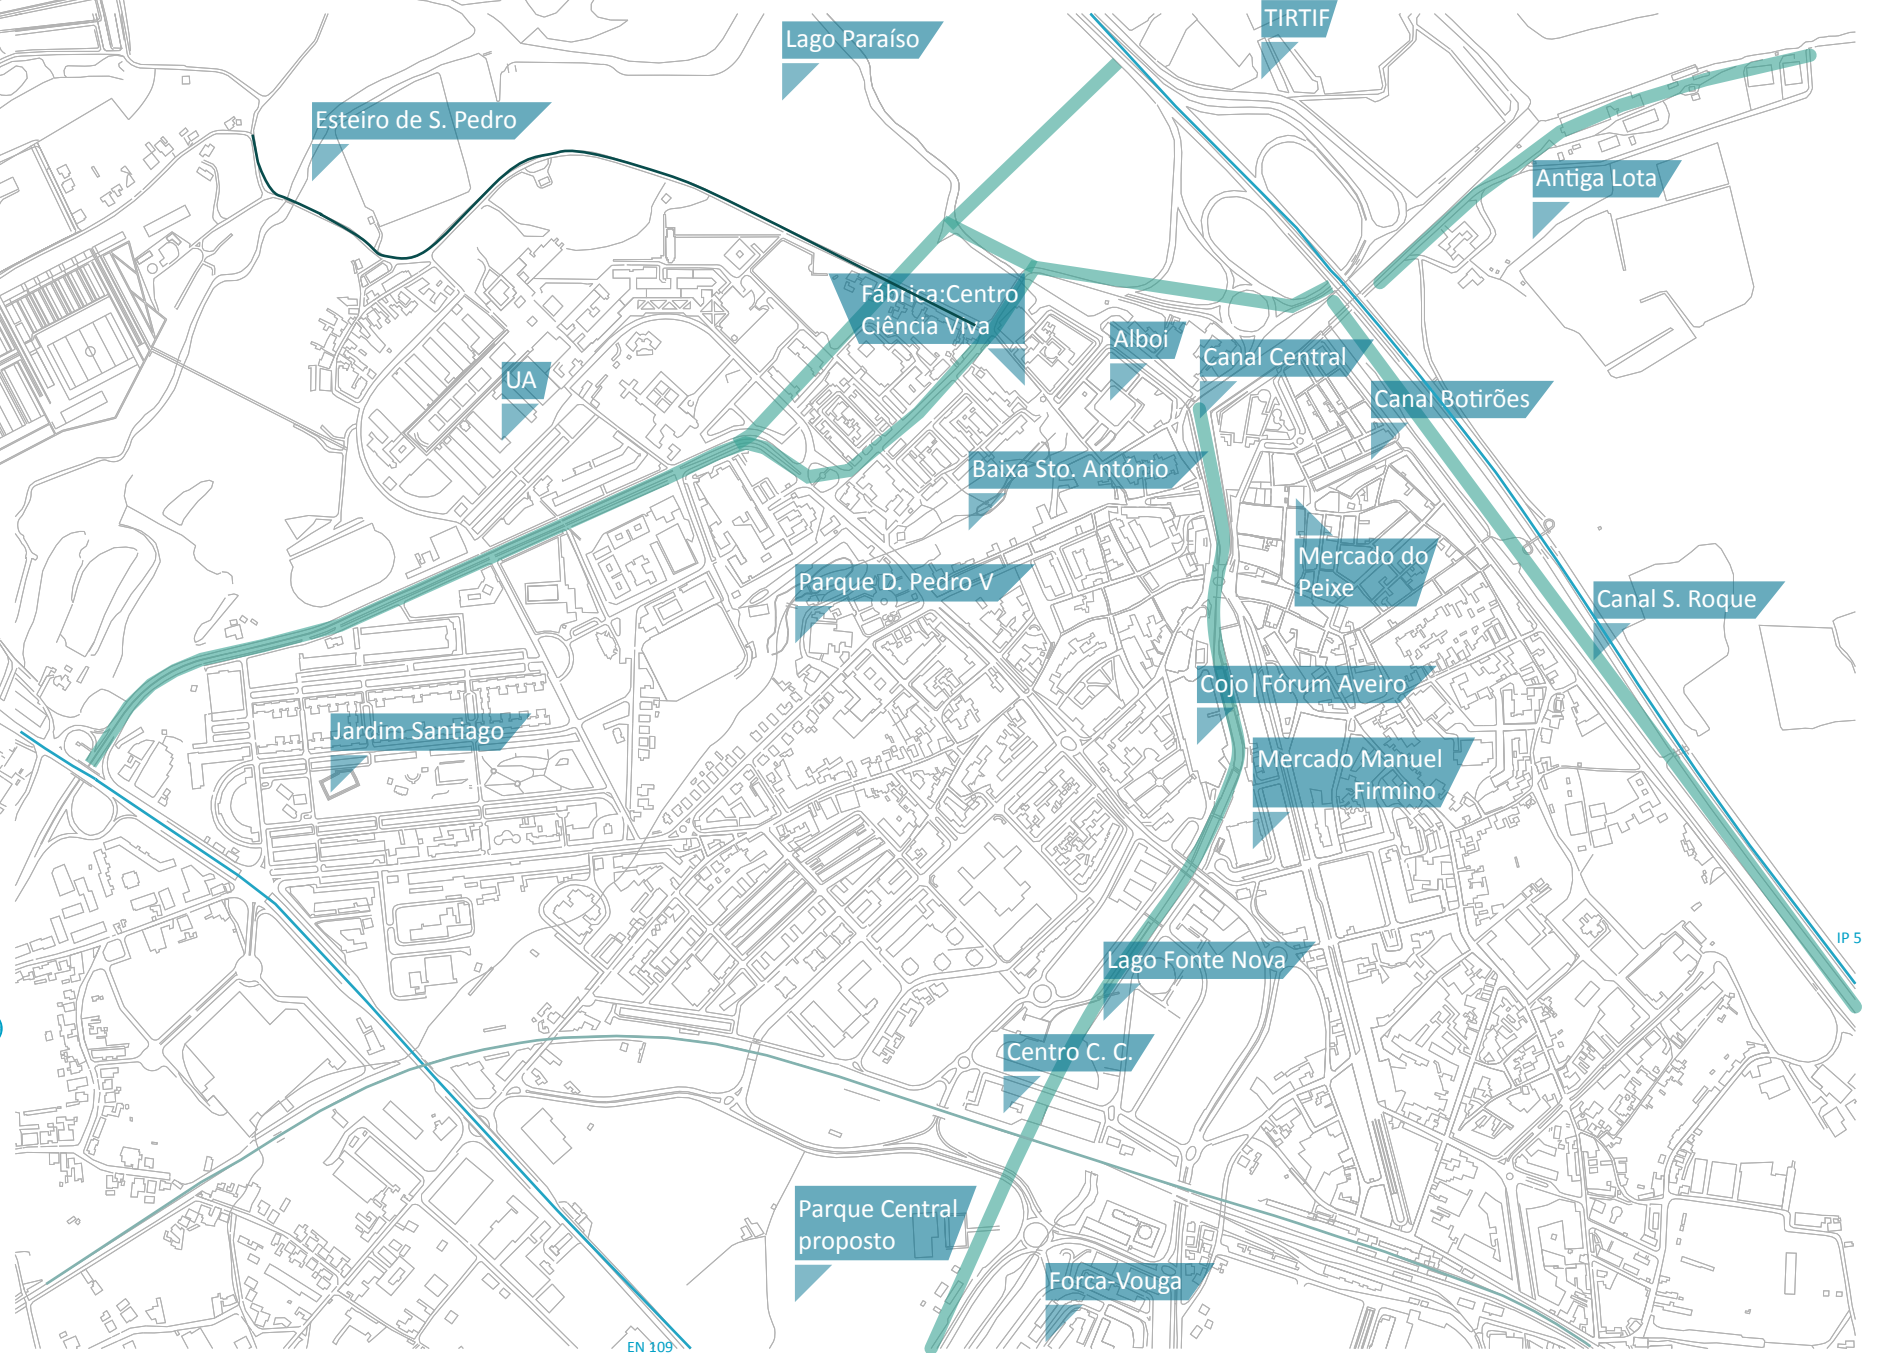 TIRTIF
Lago Paraíso
Esteiro de S. Pedro
Antiga Lota
Fábrica:Centro
Ciência Viva
Alboi
Canal Central
UA
Canal Botirões
Baixa Sto. António
Mercado do
Peixe
Parque D. Pedro V
Canal S. Roque
Cojo|Fórum Aveiro
Jardim Santiago
Mercado Manuel
Firmino
IP 5
Lago Fonte Nova
Centro C. C.
Parque Central
proposto
Forca-Vouga
EN 109